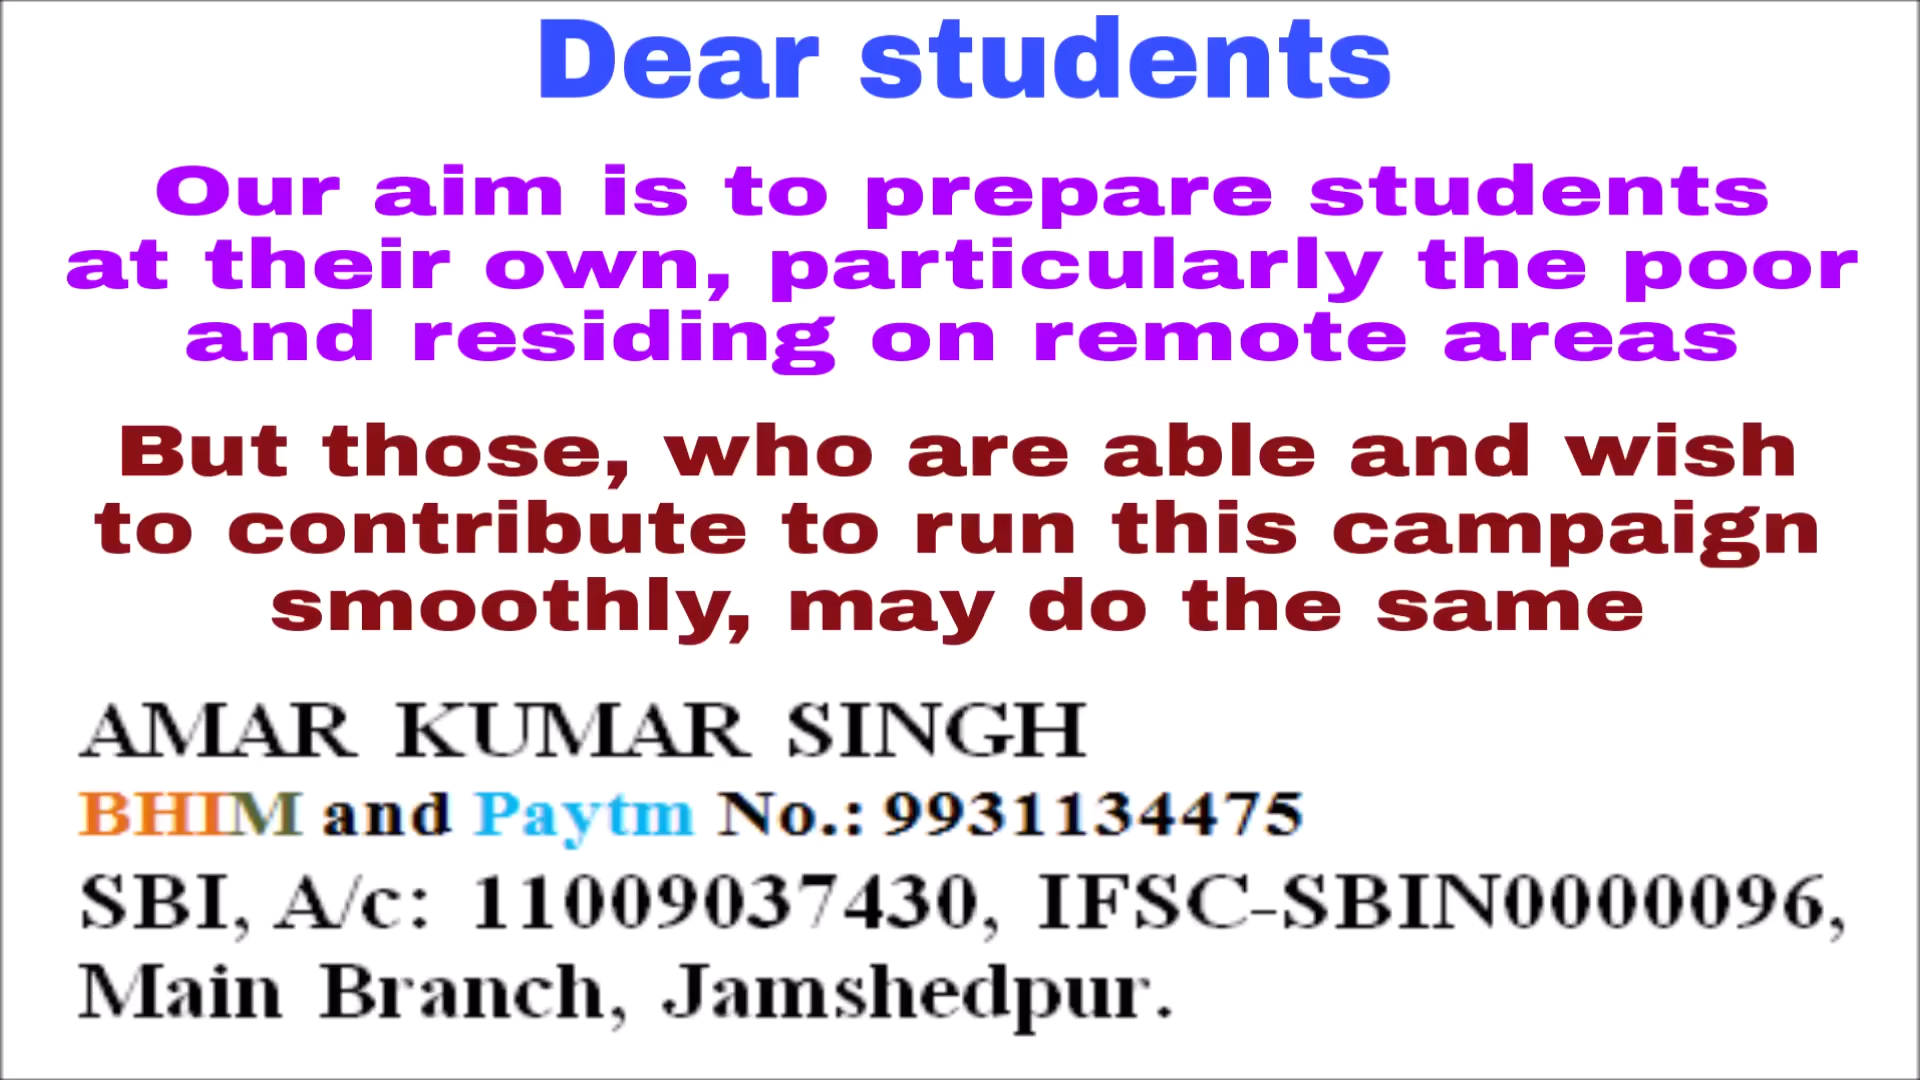 Dear students
Our aim is to prepare students
at their own, particularly the poor
and residing on remote areas
But those, who are able and wish
to contribute to run this campaign
smoothly, may do the same
AMAR KUMAR SINGH
BHIM and Paytm No.: 9931134475
SBI, A/c: 11009037430, IFSC-SBIN0000096,
Main Branch, Jamshedpur.